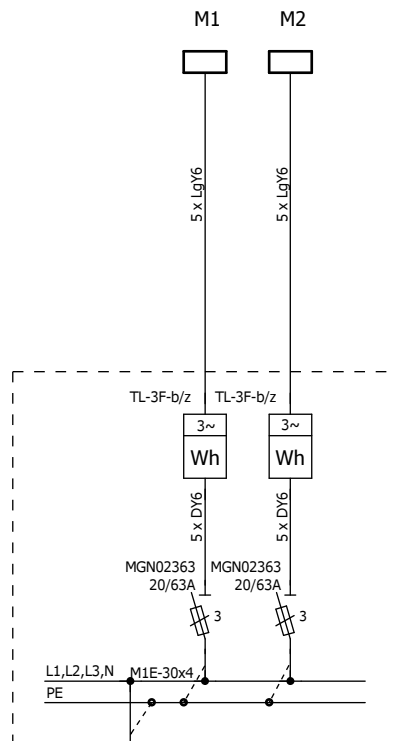 M1 M2
5 x LgY6 5 x LgY6
TL-3F-b/z TL-3F-b/z
3~ 3~
Wh Wh
5 x DY6 5 x DY6
MGN02363 MGN02363
20/63A 20/63A
3 3
L1,L2,L3,N M1E-30x4
PE